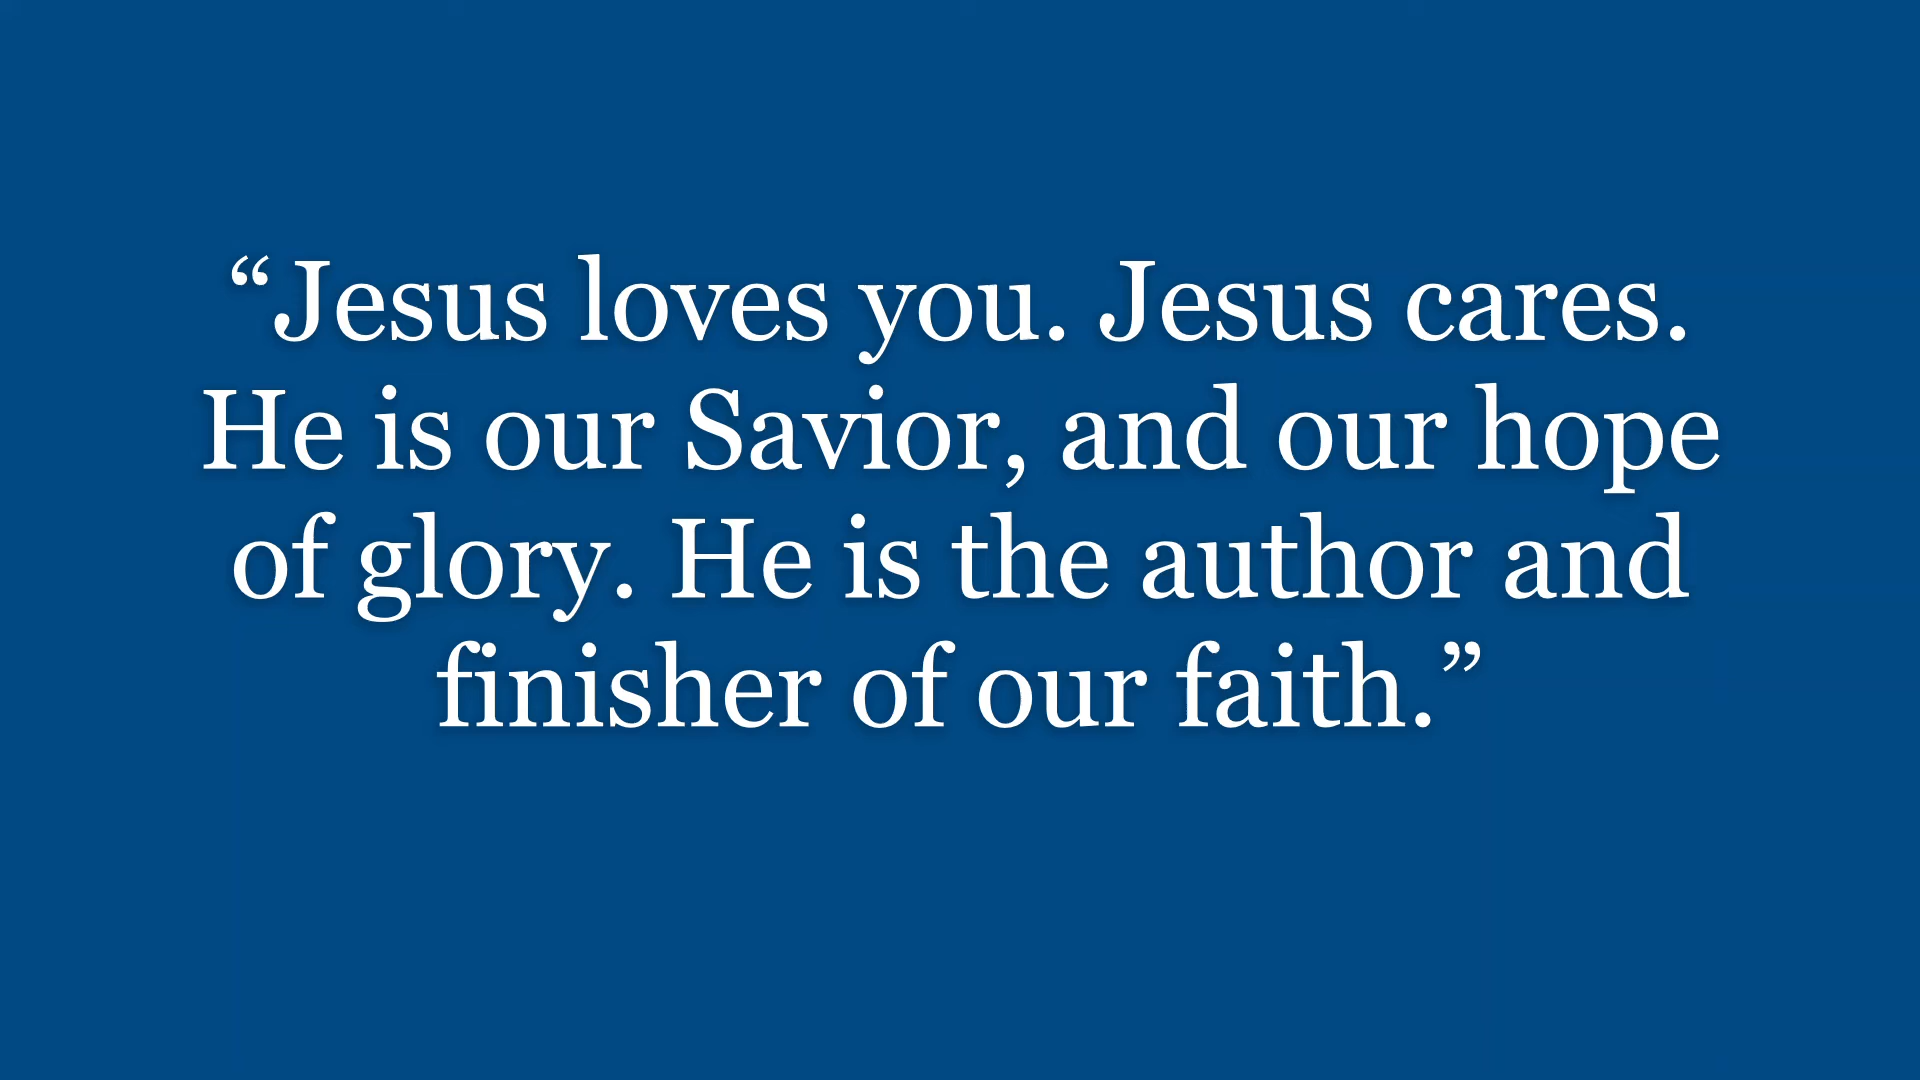 “Jesus loves you. Jesus cares.
He is our Savior, and our hope
of glory. He is the author and
finisher of our faith.”